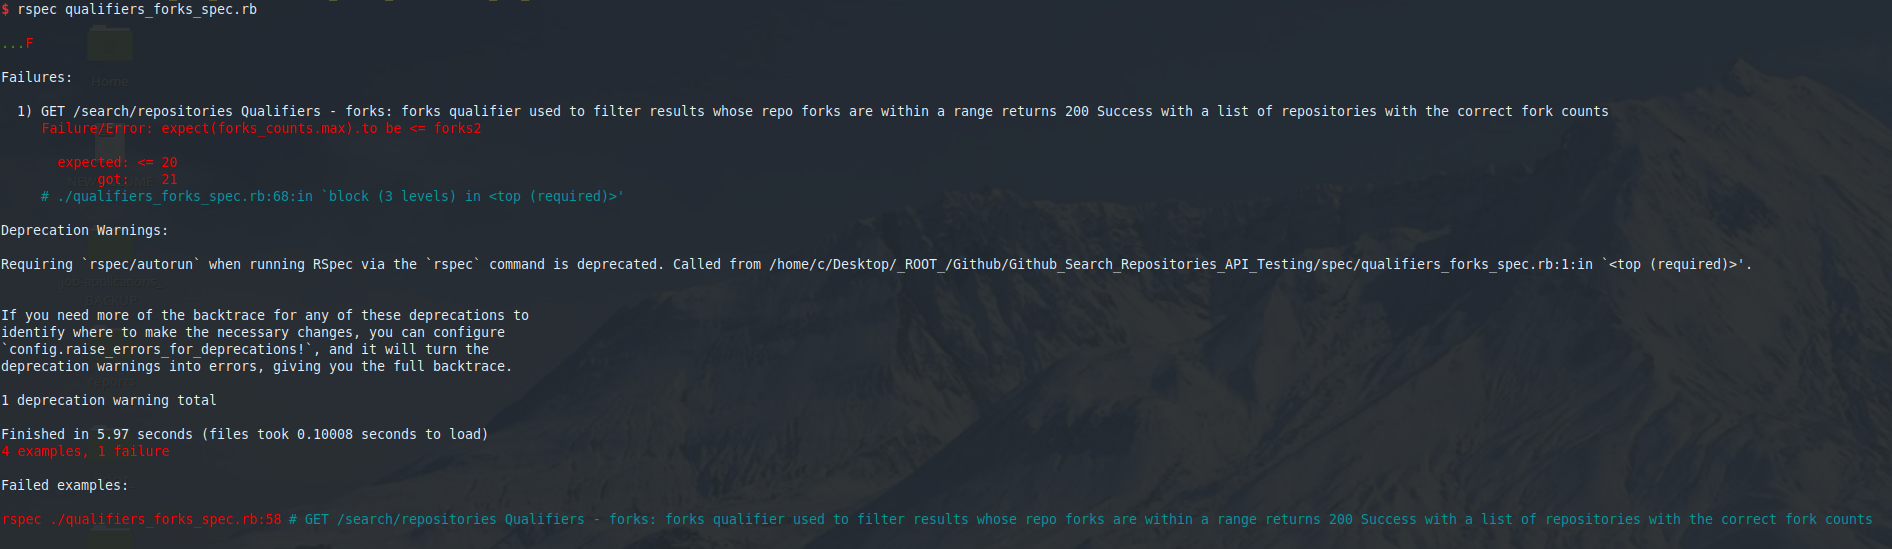 $ rspec qualifiers_forks_spec.rb
...F
Failures:
1) GET /search/repositories Qualifiers - forks: forks qualifier used to filter results whose repo forks are within a range returns 200 Success with a list of repositories with the correct fork counts
Failure/Error: expect(forks_counts.max).to be <= forks2
expected: <= 20
got: 21
# ./qualifiers_forks_spec.rb:68:in `block (3 levels) in <top (required)>'
Deprecation Warnings:
Requiring `rspec/autorun` when running RSpec via the `rspec` command is deprecated. Called from /home/c/Desktop/_ROOT_/Github/Github_Search_Repositories_API_Testing/spec/qualifiers_forks_spec.rb:1:in `<top (required)>'.
If you need more of the backtrace for any of these deprecations to
identify where to make the necessary changes, you can configure
`config.raise_errors_for_deprecations!`, and it will turn the
deprecation warnings into errors, giving you the full backtrace.
1 deprecation warning total
Finished in 5.97 seconds (files took 0.10008 seconds to load)
4 examples, 1 failure
Failed examples:
rspec ./qualifiers_forks_spec.rb:58 # GET /search/repositories Qualifiers - forks: forks qualifier used to filter results whose repo forks are within a range returns 200 Success with a list of repositories with the correct fork counts
Home